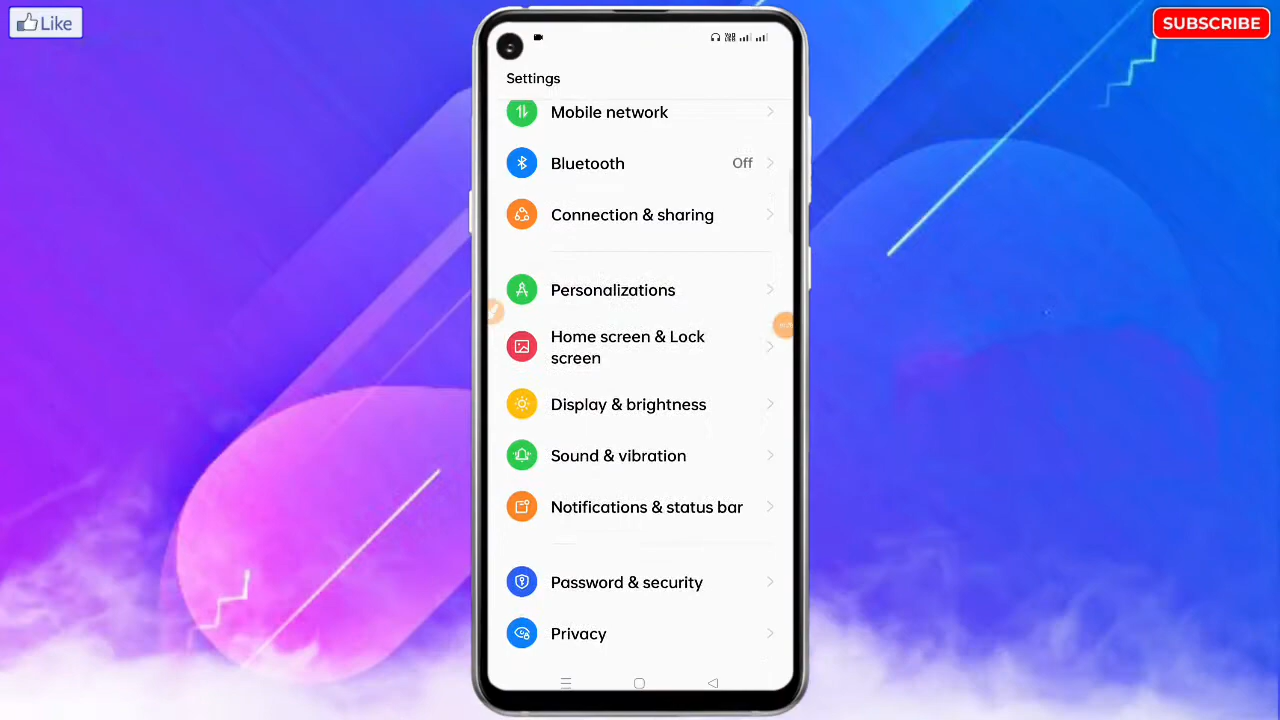 Like
SUBSCRIBE
Settings
Mobile network
Bluetooth
Off
Connection & sharing
Personalizations
Home screen & Lock
screen
Display & brightness
Sound & vibration
Notifications & status bar
Password & security
Privacy